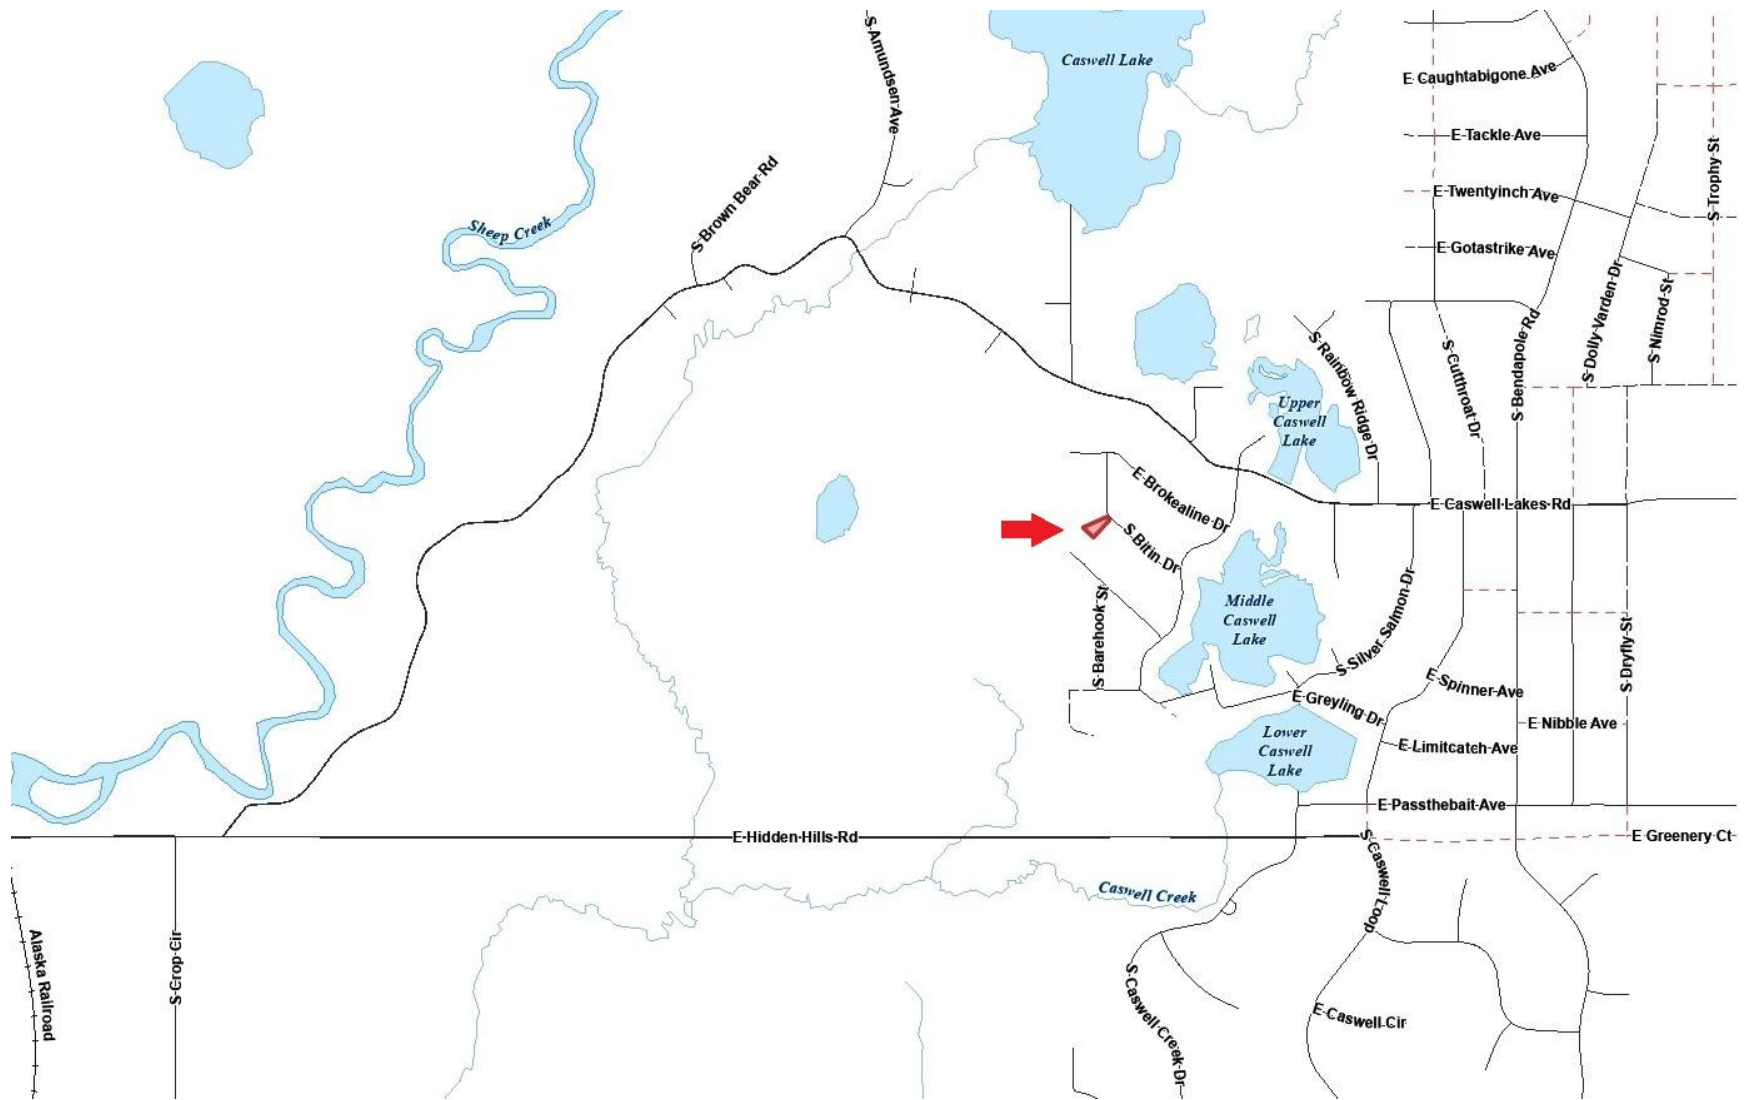 S Amundsen Ave
Caswell Lake
E Caughtabigone Ave
E Tackle Ave
S Trophy St
E Twentyinch Ave
S Brown Bear Rd
Sheep Creek
E Gotastrike Ave
S Dolly Varden Dr
S Nimrod St
S Bendapole Rd
S Rainbow Ridge Dr
S Cutthroat Dr
Upper
Caswell
Lake
E Brokealine Dr
E Caswell Lakes Rd
S Bitin Dr
Middle
Caswell
Lake
S Barehook St
S Silver Salmon Dr
S Dryfly St
E Spinner Ave
E Greyling Dr
E Nibble Ave
Lower
Caswell
Lake
E Limitcatch Ave
E Passthebait Ave
E Hidden Hills Rd
E Greenery Ct
S Caswell Loop
Caswell Creek
Alaska Railroad
S Crop Cir
S Caswell Creek Dr
E Caswell Cir